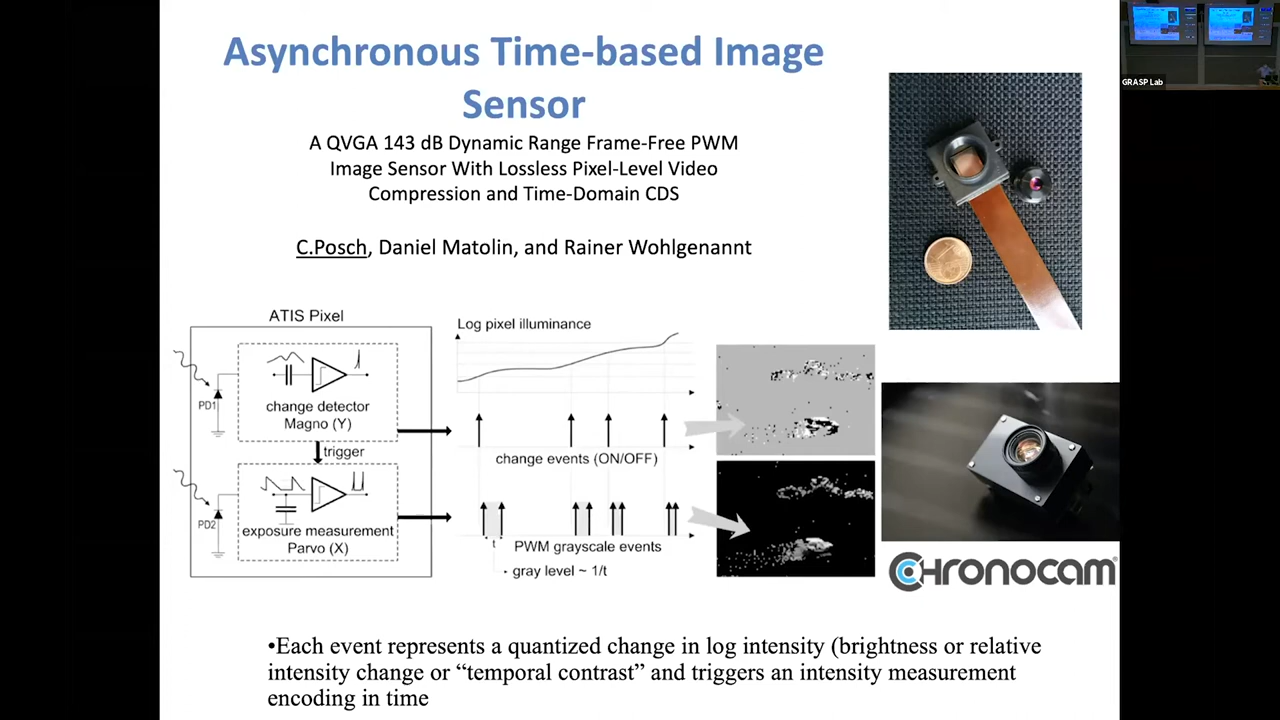 Asynchronous Time-based Image
Sensor
A QVGA 143 dB Dynamic Range Frame-Free PWM
Image Sensor With Lossless Pixel-Level Video
Compression and Time-Domain CDS
C.Posch, Daniel Matolin, and Rainer Wohlgenannt
GRASP Lab
ATIS Pixel
PD1
change detector
Magno (Y)
trigger
PD2
exposure measurement
Parvo (X)
Log pixel illuminance
change events (ON/OFF)
t
PWM grayscale events
• gray level ~ 1/t
CHRONOCAM
•Each event represents a quantized change in log intensity (brightness or relative
intensity change or “temporal contrast” and triggers an intensity measurement
encoding in time